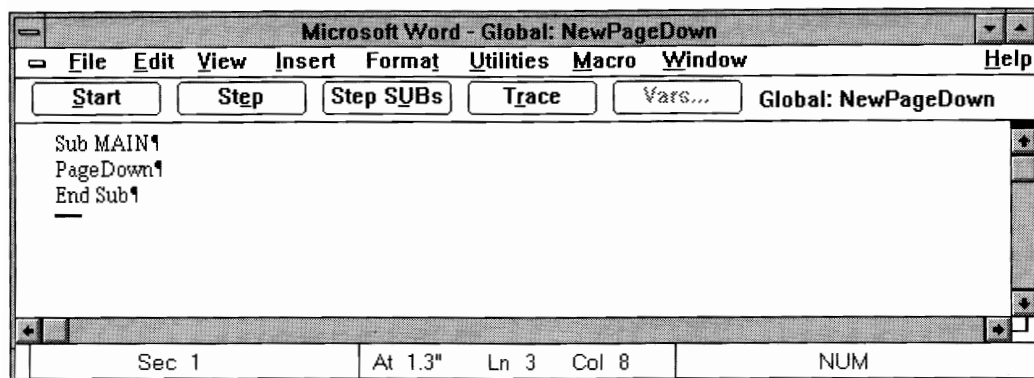 Microsoft Word - Global: NewPageDown
File Edit View Insert Format Utilities Macro Window Help
Start Step Step SUBs Trace Vars... Global: NewPageDown
Sub MAIN¶
PageDown¶
End Sub¶
Sec 1 At 1.3" Ln 3 Col 8 NUM